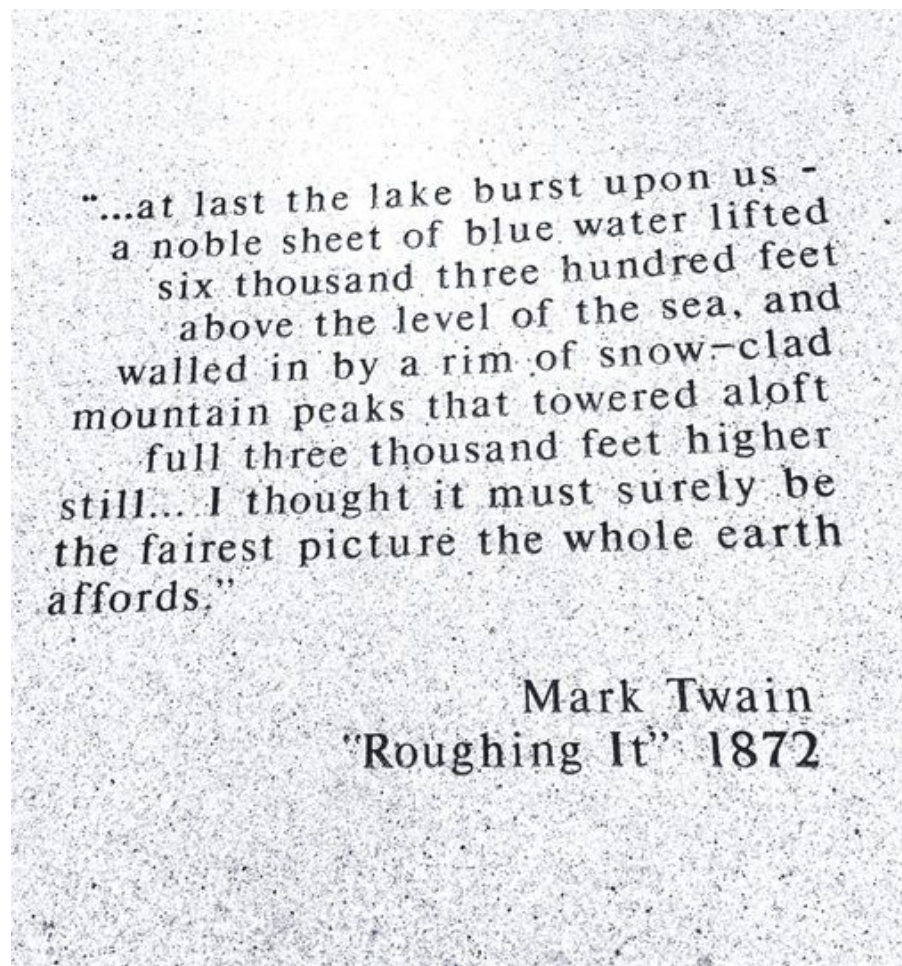 “...at last the lake burst upon us -
a noble sheet of blue water lifted
six thousand three hundred feet
above the level of the sea, and
walled in by a rim of snow-clad
mountain peaks that towered aloft
full three thousand feet higher
still... I thought it must surely be
the fairest picture the whole earth
affords.”
Mark Twain
“Roughing It” 1872